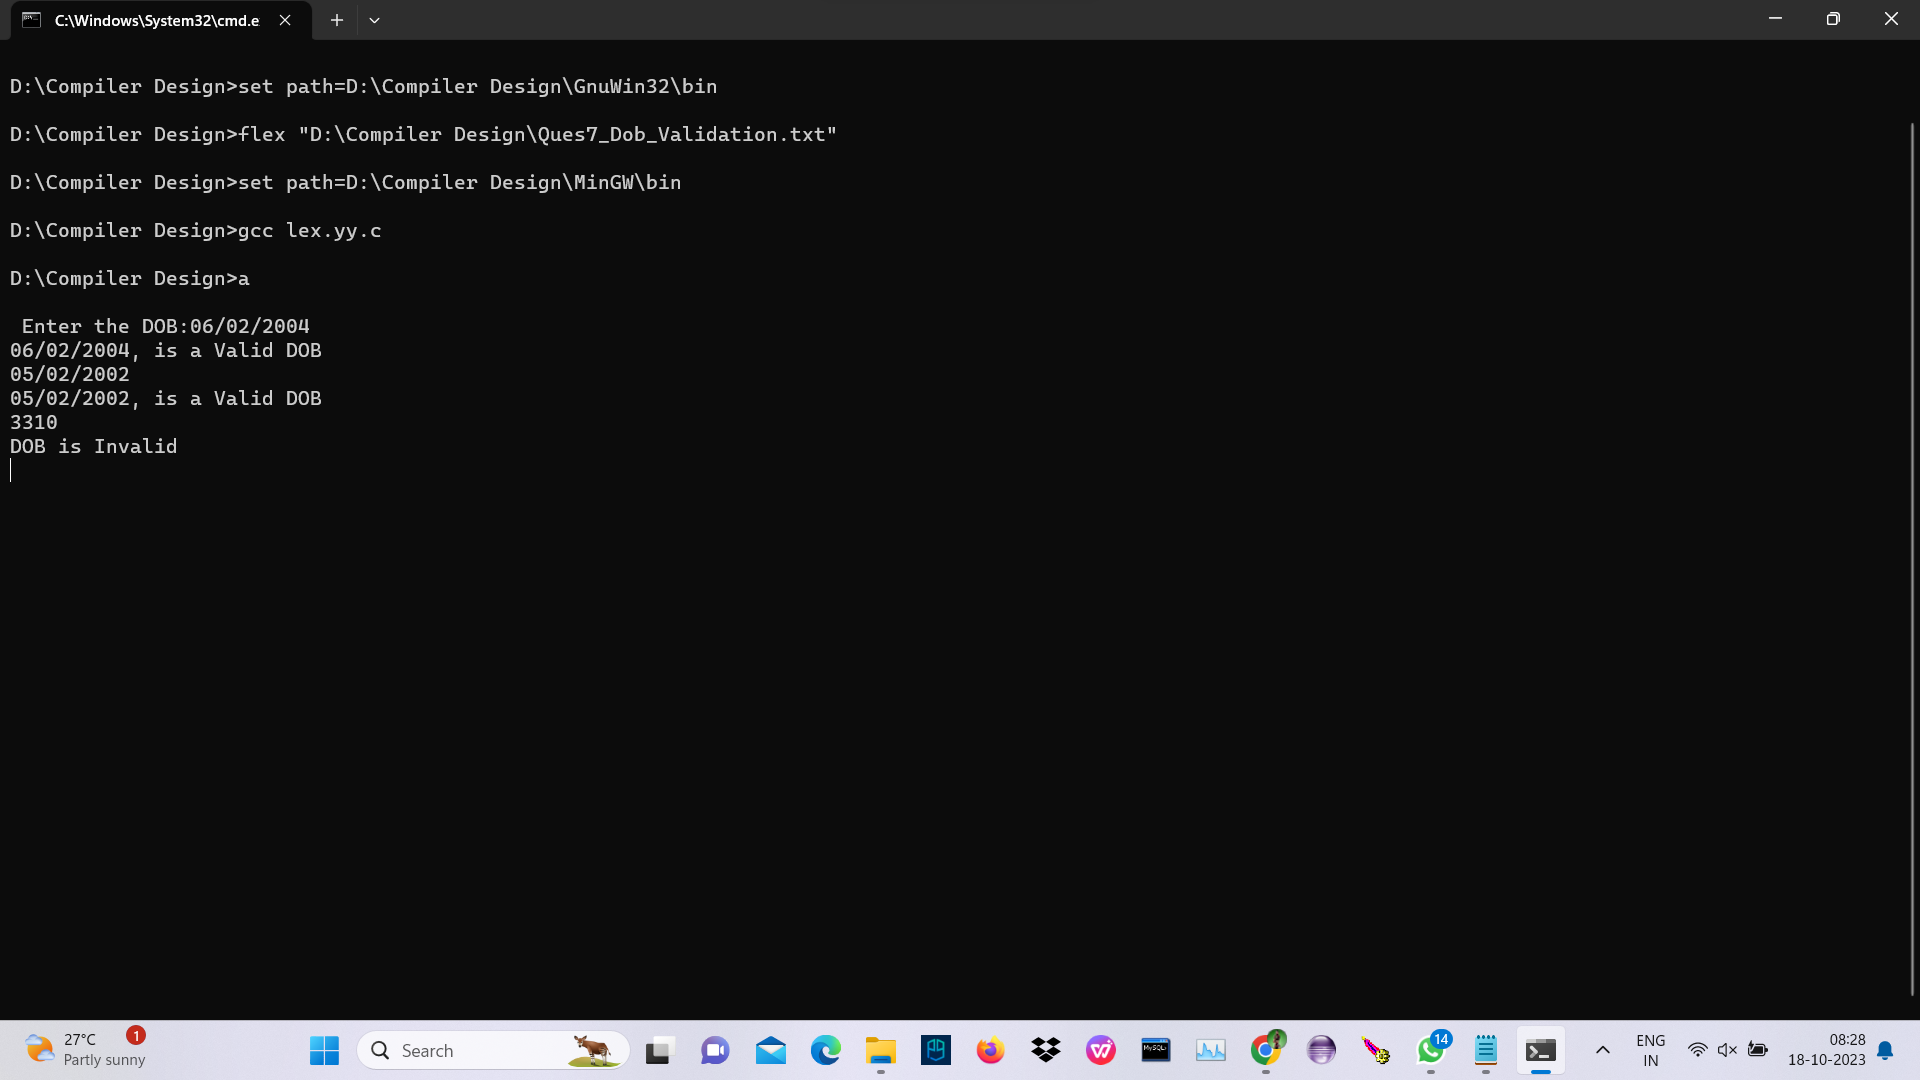 C:\Windows\System32\cmd.e
D:\Compiler Design>set path=D:\Compiler Design\GnuWin32\bin
D:\Compiler Design>flex "D:\Compiler Design\Ques7_Dob_Validation.txt"
D:\Compiler Design>set path=D:\Compiler Design\MinGW\bin
D:\Compiler Design>gcc lex.yy.c
D:\Compiler Design>a
Enter the DOB:06/02/2004
06/02/2004, is a Valid DOB
05/02/2002
05/02/2002, is a Valid DOB
3310
DOB is Invalid
27°C
1
Partly sunny
Search
MySQL
14
ENG
IN
08:28
18-10-2023